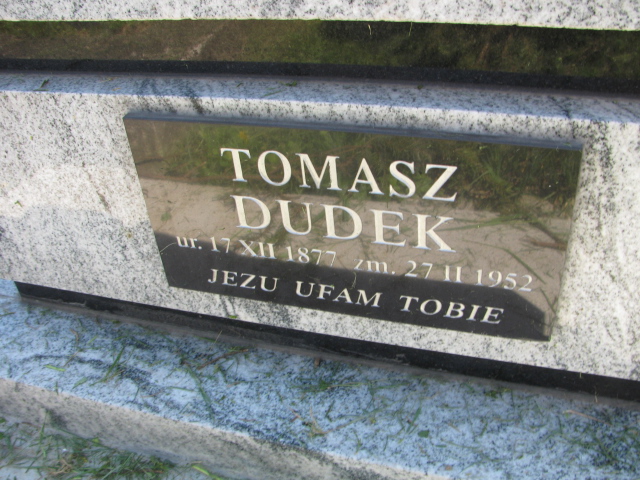 TOMASZ
DUDEK
ur. 17 XII 1877 zm. 27 II 1952
JEZU UFAM TOBIE